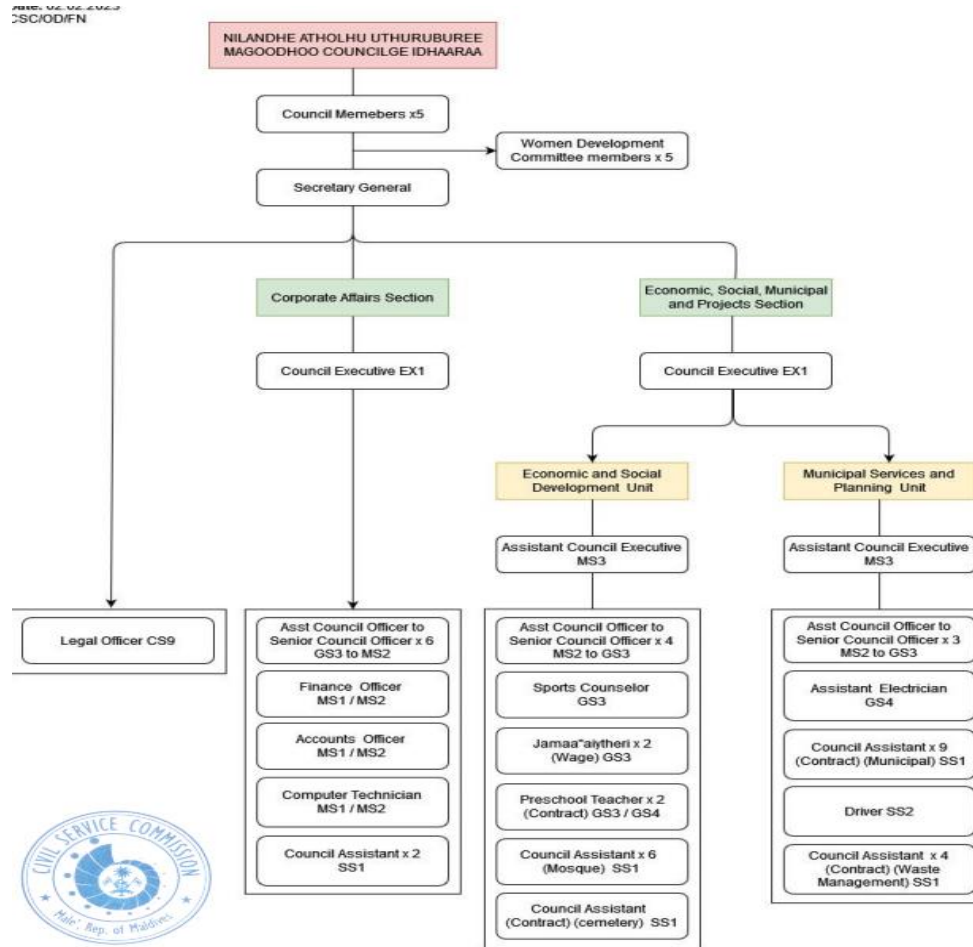 Date: 02.02.2023
CSC/OD/FN
NILANDHE ATHOLHU UTHURUBUREE
MAGOODHOO COUNCILGE IDHAARAA
Council Memebers x5
Women Development
Committee members x 5
Secretary General
Corporate Affairs Section
Economic, Social, Municipal
and Projects Section
Council Executive EX1
Council Executive EX1
Economic and Social
Development Unit
Municipal Services and
Planning Unit
Assistant Council Executive
MS3
Assistant Council Executive
MS3
Legal Officer CS9
Asst Council Officer to
Senior Council Officer x 6
GS3 to MS2
Finance Officer
MS1 / MS2
Accounts Officer
MS1 / MS2
Computer Technician
MS1 / MS2
Council Assistant x 2
SS1
Asst Council Officer to
Senior Council Officer x 4
MS2 to GS3
Sports Counselor
GS3
Jamaa"aiytheri x 2
(Wage) GS3
Preschool Teacher x 2
(Contract) GS3 / GS4
Council Assistant x 6
(Mosque) SS1
Council Assistant
(Contract) (cemetery) SS1
Asst Council Officer to
Senior Council Officer x 3
MS2 to GS3
Assistant Electrician
GS4
Council Assistant x 9
(Contract) (Municipal) SS1
Driver SS2
Council Assistant x 4
(Contract) (Waste
Management) SS1
CIVIL SERVICE COMMISSION
Male', Rep. of Maldives